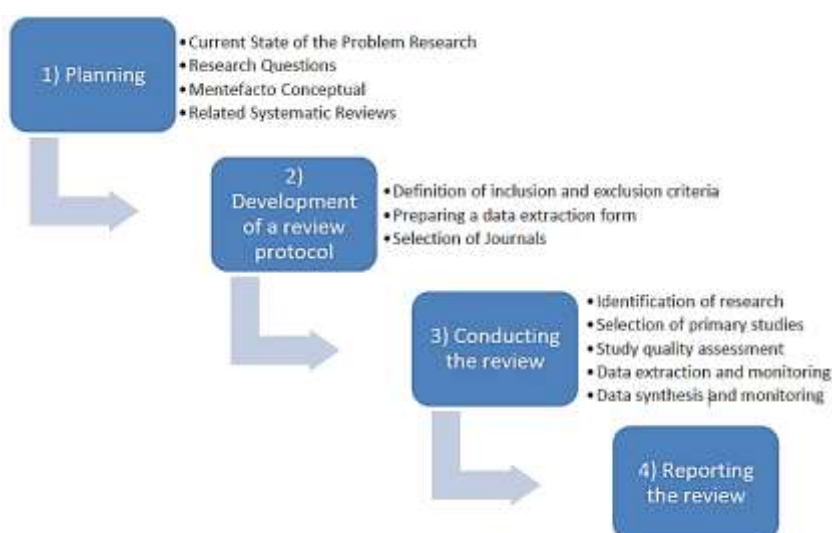 1) Planning
• Current State of the Problem Research
• Research Questions
• Mentefacto Conceptual
• Related Systematic Reviews
2)
Development
of a review
protocol
• Definition of inclusion and exclusion criteria
• Preparing a data extraction form
• Selection of Journals
3) Conducting
the review
• Identification of research
• Selection of primary studies
• Study quality assessment
• Data extraction and monitoring
• Data synthesis and monitoring
4) Reporting
the review